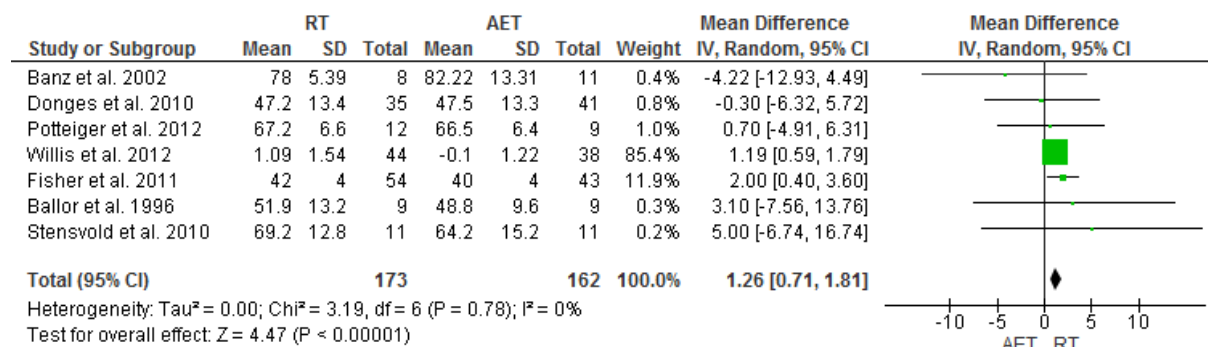 RT AET Mean Difference Mean Difference
Study or Subgroup Mean SD Total Mean SD Total Weight IV, Random, 95% CI IV, Random, 95% CI
Banz et al. 2002 78 5.39 8 82.22 13.31 11 0.4% -4.22 [-12.93, 4.49]
Donges et al. 2010 47.2 13.4 35 47.5 13.3 41 0.8% -0.30 [-6.32, 5.72]
Potteiger et al. 2012 67.2 6.6 12 66.5 6.4 9 1.0% 0.70 [-4.91, 6.31]
Willis et al. 2012 1.09 1.54 44 -0.1 1.22 38 85.4% 1.19 [0.59, 1.79]
Fisher et al. 2011 42 4 54 40 4 43 11.9% 2.00 [0.40, 3.60]
Ballor et al. 1996 51.9 13.2 9 48.8 9.6 9 0.3% 3.10 [-7.56, 13.76]
Stensvold et al. 2010 69.2 12.8 11 64.2 15.2 11 0.2% 5.00 [-6.74, 16.74]
Total (95% CI) 173 162 100.0% 1.26 [0.71, 1.81]
Heterogeneity: Tau² = 0.00; Chi² = 3.19, df = 6 (P = 0.78); I² = 0%
Test for overall effect: Z = 4.47 (P < 0.00001)
-10 -5 0 5 10
AET RT